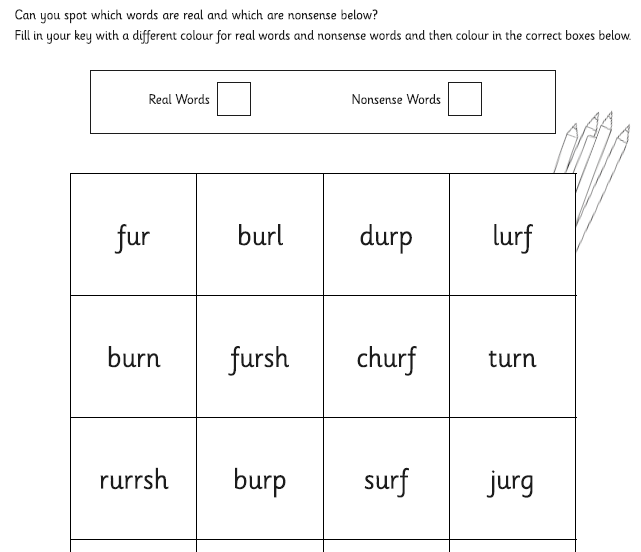 Can you spot which words are real and which are nonsense below?
Fill in your key with a different colour for real words and nonsense words and then colour in the correct boxes below.
Real Words Nonsense Words
fur burl durp lurf
burn fursh churf turn
rurrsh burp surf jurg